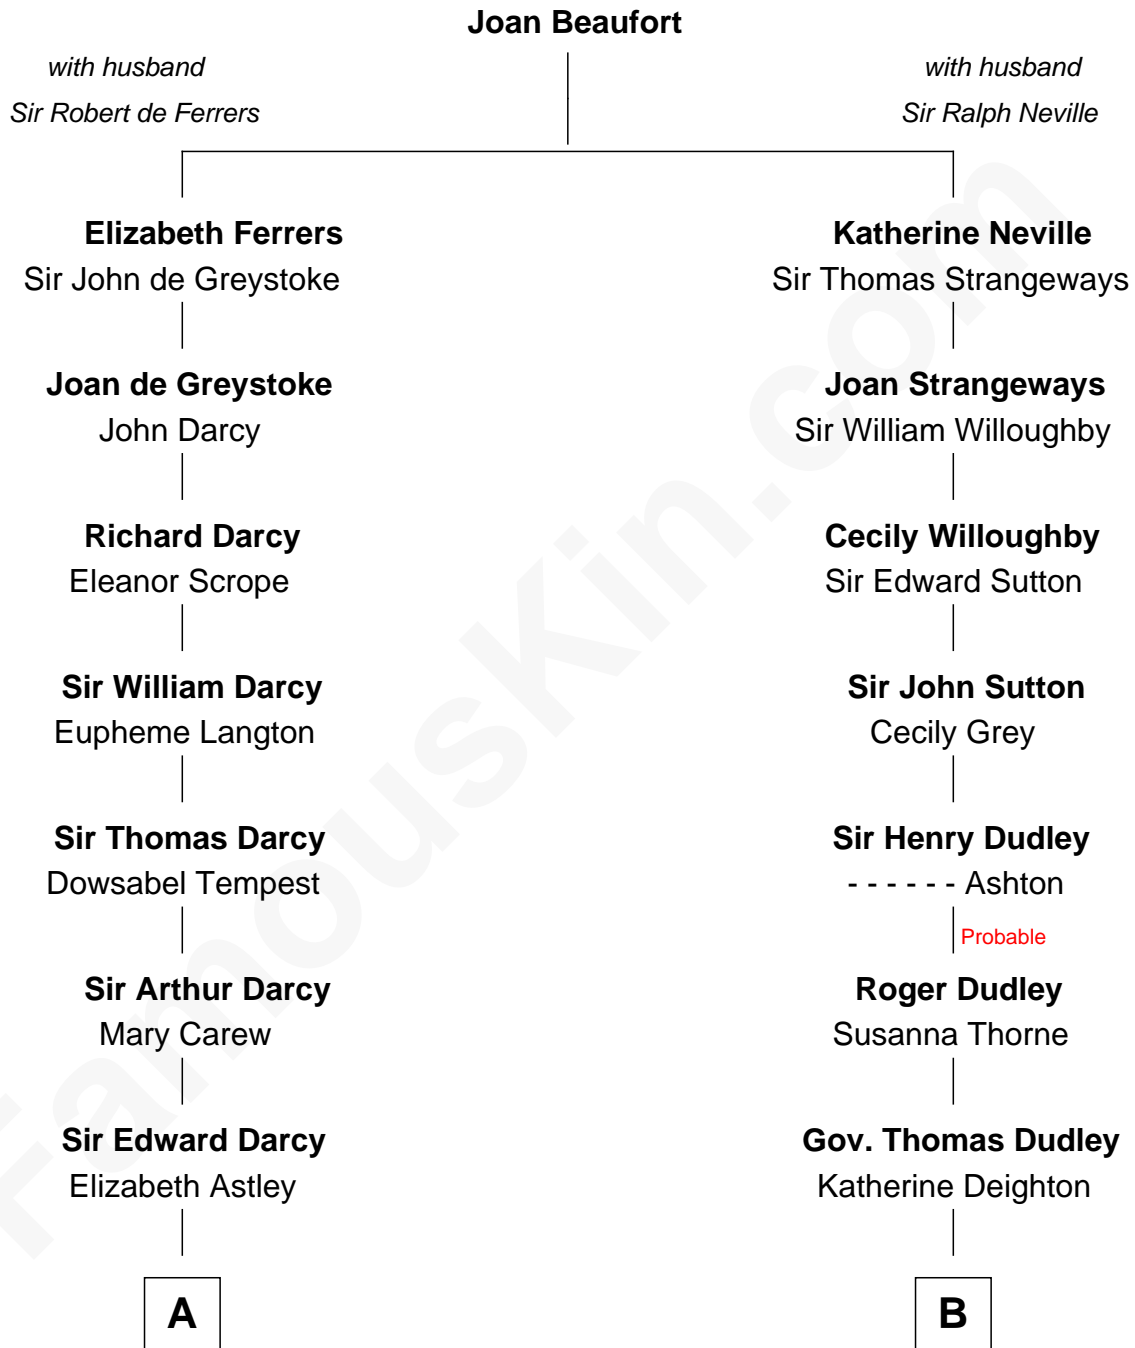 Joan Beaufort
with husband
Sir Robert de Ferrers
with husband
Sir Ralph Neville
Elizabeth Ferrers
Sir John de Greystoke
Katherine Neville
Sir Thomas Strangeways
Joan de Greystoke
John Darcy
Joan Strangeways
Sir William Willoughby
Richard Darcy
Eleanor Scrope
Cecily Willoughby
Sir Edward Sutton
Sir William Darcy
Eupheme Langton
Sir John Sutton
Cecily Grey
Sir Thomas Darcy
Dowsabel Tempest
Sir Henry Dudley
- - - - - - Ashton
Probable
Sir Arthur Darcy
Mary Carew
Roger Dudley
Susanna Thorne
Sir Edward Darcy
Elizabeth Astley
Gov. Thomas Dudley
Katherine Deighton
A
B
FamousKin.com